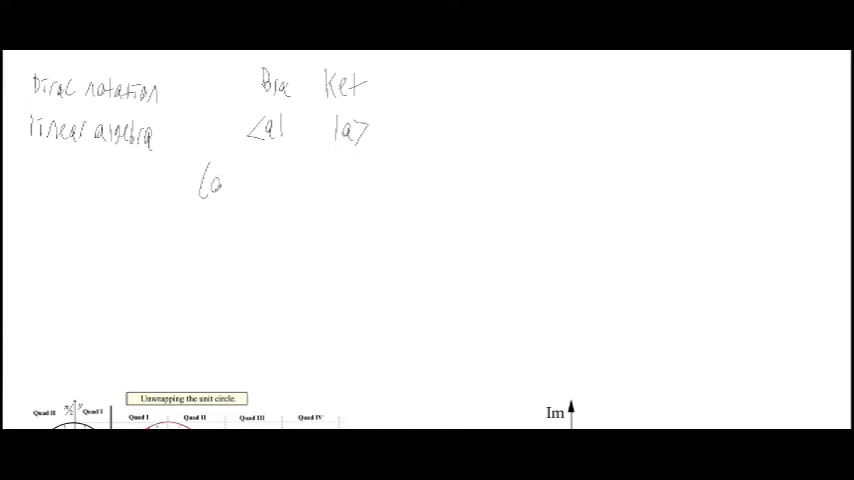 Dirac notation Bra Ket
linear algebra <a| |a>
(a
Unwrapping the unit circle.
Quad II π/2 y Quad I Quad I Quad II Quad III Quad IV
Im